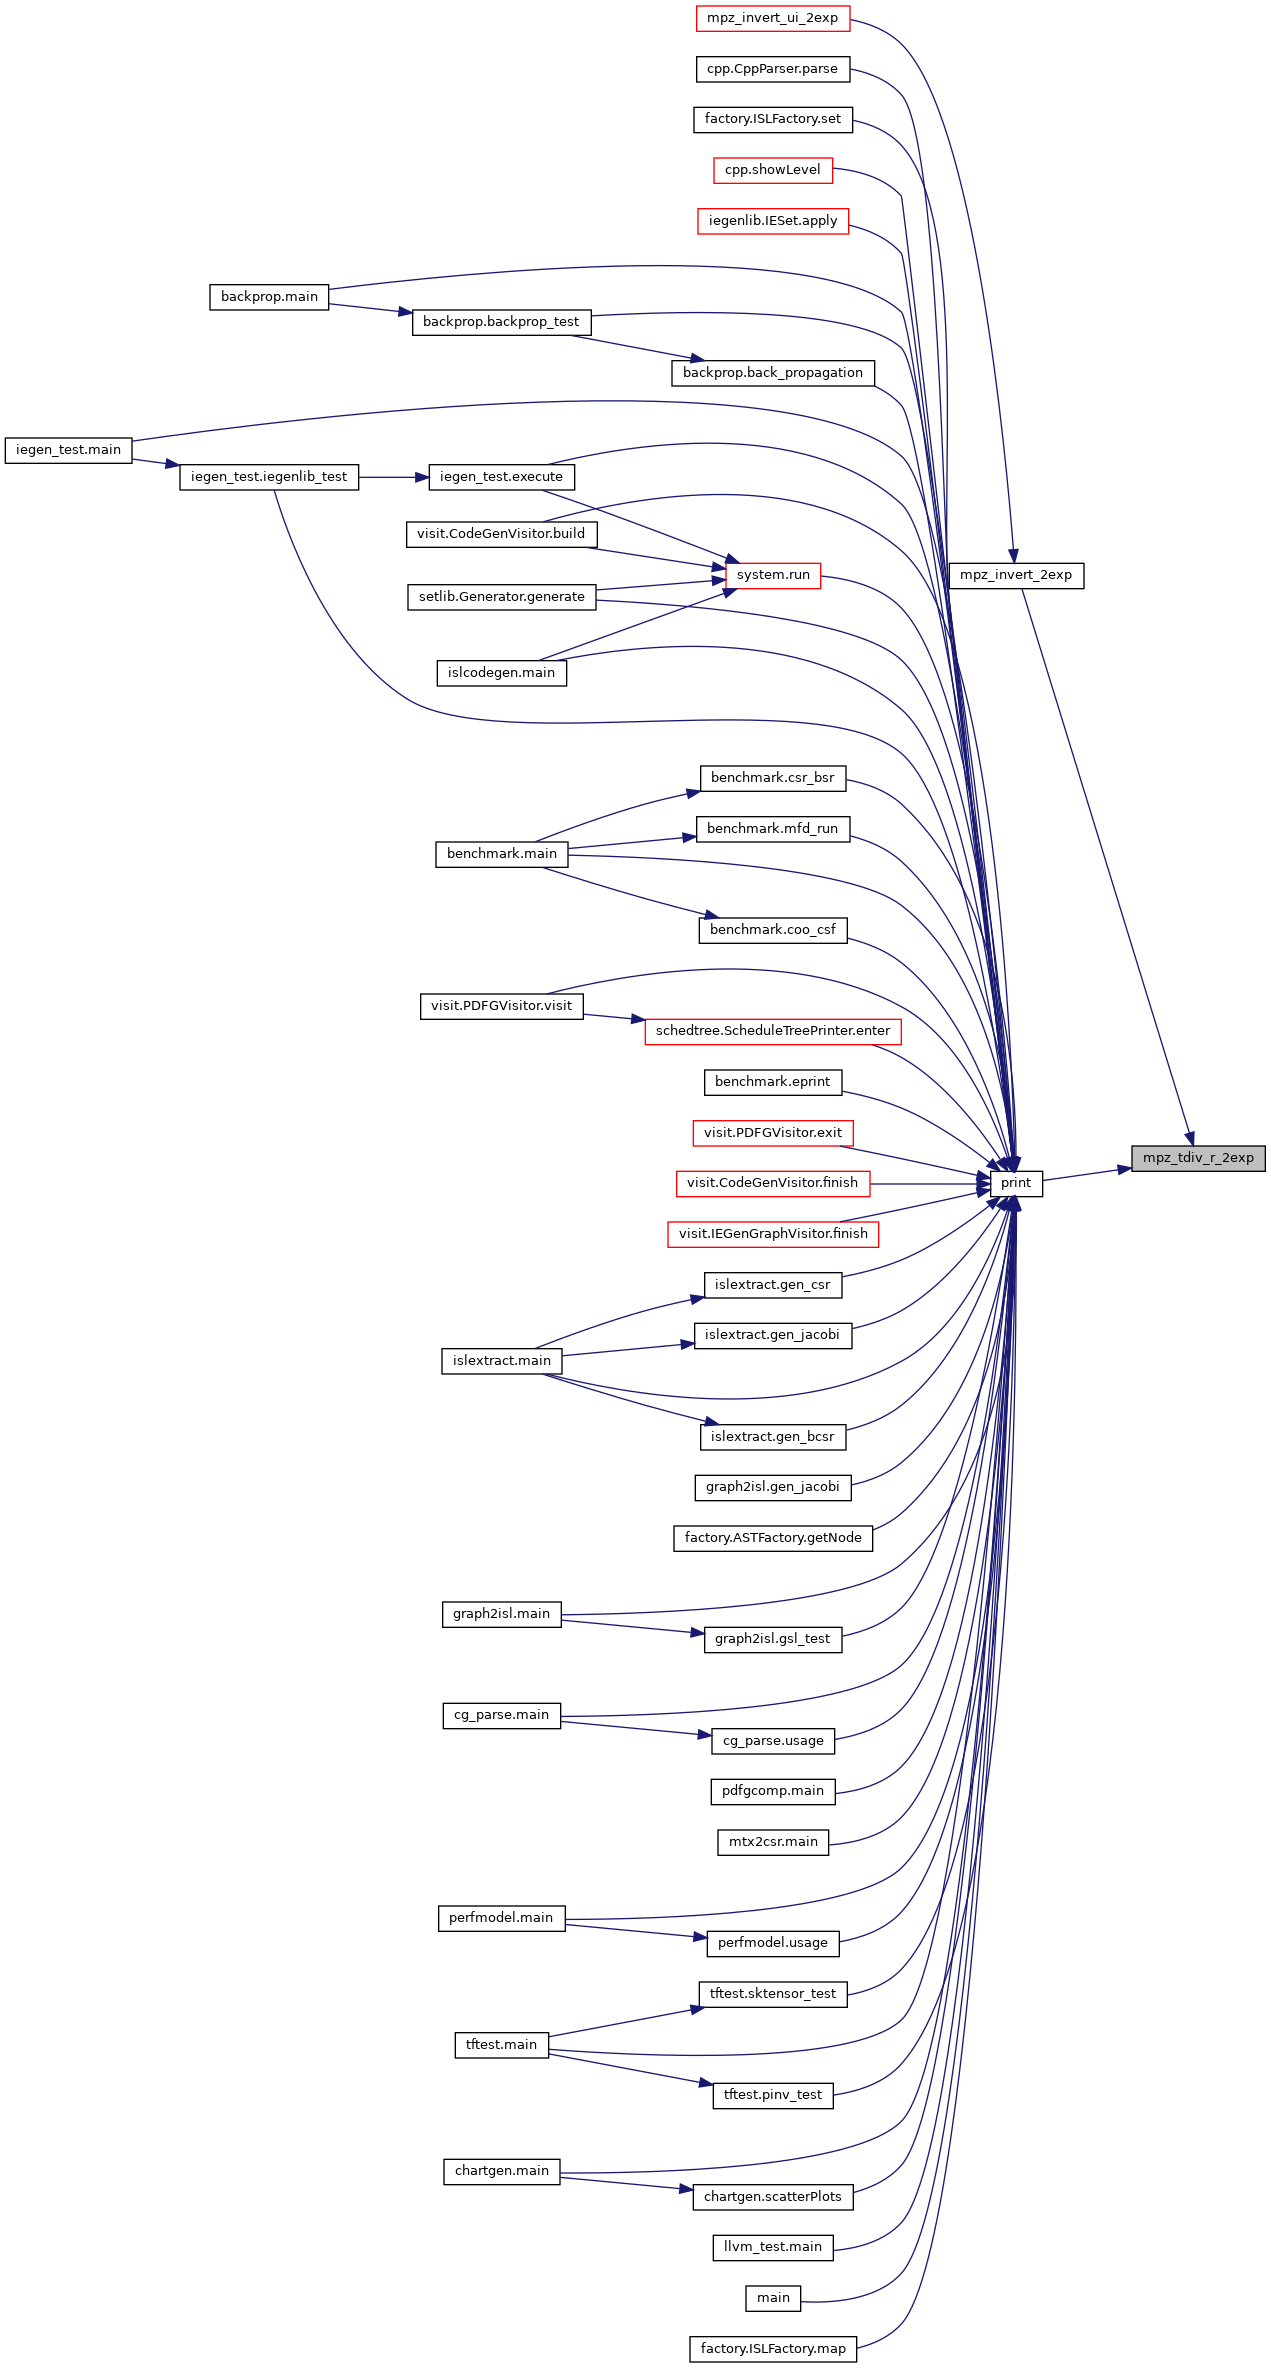 mpz_invert_ui_2exp
cpp.CppParser.parse
factory.ISLFactory.set
cpp.showLevel
iegenlib.IESet.apply
backprop.main
backprop.backprop_test
backprop.back_propagation
iegen_test.main
iegen_test.iegenlib_test
iegen_test.execute
visit.CodeGenVisitor.build
system.run
mpz_invert_2exp
setlib.Generator.generate
islcodegen.main
benchmark.csr_bsr
benchmark.mfd_run
benchmark.main
benchmark.coo_csf
visit.PDFGVisitor.visit
schedtree.ScheduleTreePrinter.enter
benchmark.eprint
visit.PDFGVisitor.exit
mpz_tdiv_r_2exp
visit.CodeGenVisitor.finish
print
visit.IEGenGraphVisitor.finish
islextract.gen_csr
islextract.gen_jacobi
islextract.main
islextract.gen_bcsr
graph2isl.gen_jacobi
factory.ASTFactory.getNode
graph2isl.main
graph2isl.gsl_test
cg_parse.main
cg_parse.usage
pdfgcomp.main
mtx2csr.main
perfmodel.main
perfmodel.usage
tftest.sktensor_test
tftest.main
tftest.pinv_test
chartgen.main
chartgen.scatterPlots
llvm_test.main
main
factory.ISLFactory.map